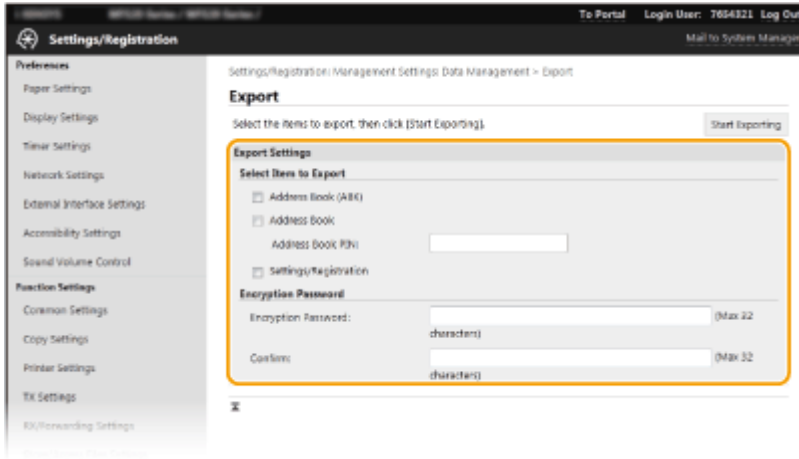 To Portal Login User: 7654321 Log Out
Settings/Registration
Mail to System Manager
Preferences
Paper Settings
Display Settings
Timer Settings
Network Settings
External Interface Settings
Accessibility Settings
Sound Volume Control
Function Settings
Common Settings
Copy Settings
Printer Settings
TX Settings
RX/Forwarding Settings
Settings/Registration: Management Settings: Data Management > Export
Export
Select the items to export, then click [Start Exporting].
Start Exporting
Export Settings
Select Item to Export
Address Book (ABK)
Address Book
Address Book PIN:
Settings/Registration
Encryption Password
Encryption Password: (Max 32
characters)
Confirm: (Max 32
characters)